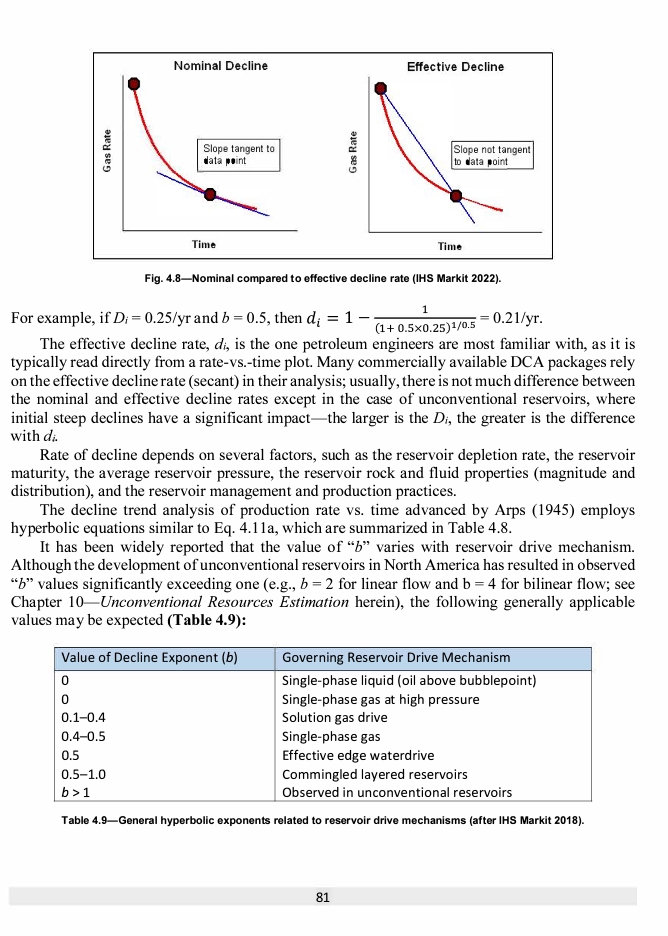 Nominal Decline
Gas Rate
Slope tangent to
data point
Time
Effective Decline
Gas Rate
Slope not tangent
to data point
Time
Fig. 4.8—Nominal compared to effective decline rate (IHS Markit 2022).
For example, if Di = 0.25/yr and b = 0.5, then di = 1 − 1/(1+ 0.5×0.25)^1/0.5 = 0.21/yr.
The effective decline rate, di, is the one petroleum engineers are most familiar with, as it is
typically read directly from a rate-vs.-time plot. Many commercially available DCA packages rely
on the effective decline rate (secant) in their analysis; usually, there is not much difference between
the nominal and effective decline rates except in the case of unconventional reservoirs, where
initial steep declines have a significant impact—the larger is the Di, the greater is the difference
with di.
Rate of decline depends on several factors, such as the reservoir depletion rate, the reservoir
maturity, the average reservoir pressure, the reservoir rock and fluid properties (magnitude and
distribution), and the reservoir management and production practices.
The decline trend analysis of production rate vs. time advanced by Arps (1945) employs
hyperbolic equations similar to Eq. 4.11a, which are summarized in Table 4.8.
It has been widely reported that the value of “b” varies with reservoir drive mechanism.
Although the development of unconventional reservoirs in North America has resulted in observed
“b” values significantly exceeding one (e.g., b = 2 for linear flow and b = 4 for bilinear flow; see
Chapter 10—Unconventional Resources Estimation herein), the following generally applicable
values may be expected (Table 4.9):
Value of Decline Exponent (b) Governing Reservoir Drive Mechanism
0 Single-phase liquid (oil above bubblepoint)
0 Single-phase gas at high pressure
0.1–0.4 Solution gas drive
0.4–0.5 Single-phase gas
0.5 Effective edge waterdrive
0.5–1.0 Commingled layered reservoirs
b > 1 Observed in unconventional reservoirs
Table 4.9—General hyperbolic exponents related to reservoir drive mechanisms (after IHS Markit 2018).
81